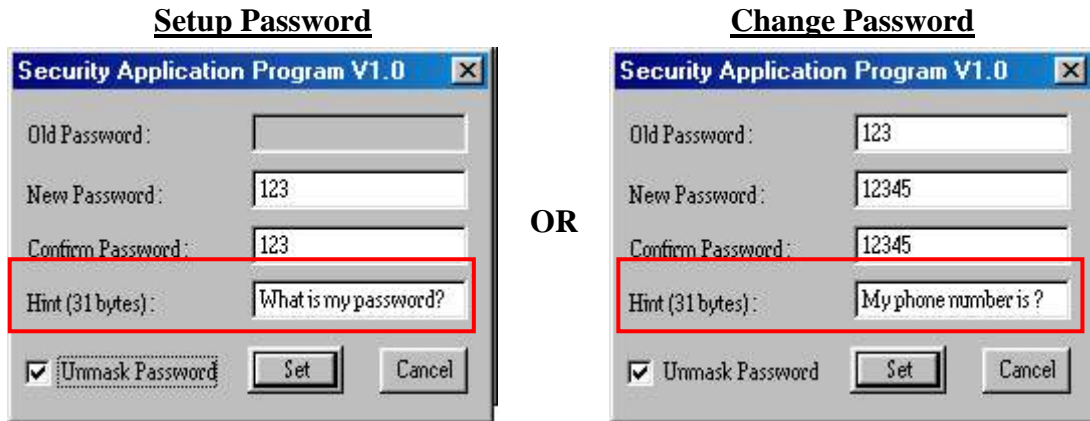 Setup Password
Security Application Program V1.0
Old Password:
New Password: 123
Confirm Password: 123
Hint (31 bytes): What is my password?
Unmask Password Set Cancel
OR
Change Password
Security Application Program V1.0
Old Password: 123
New Password: 12345
Confirm Password: 12345
Hint (31 bytes): My phone number is ?
Unmask Password Set Cancel